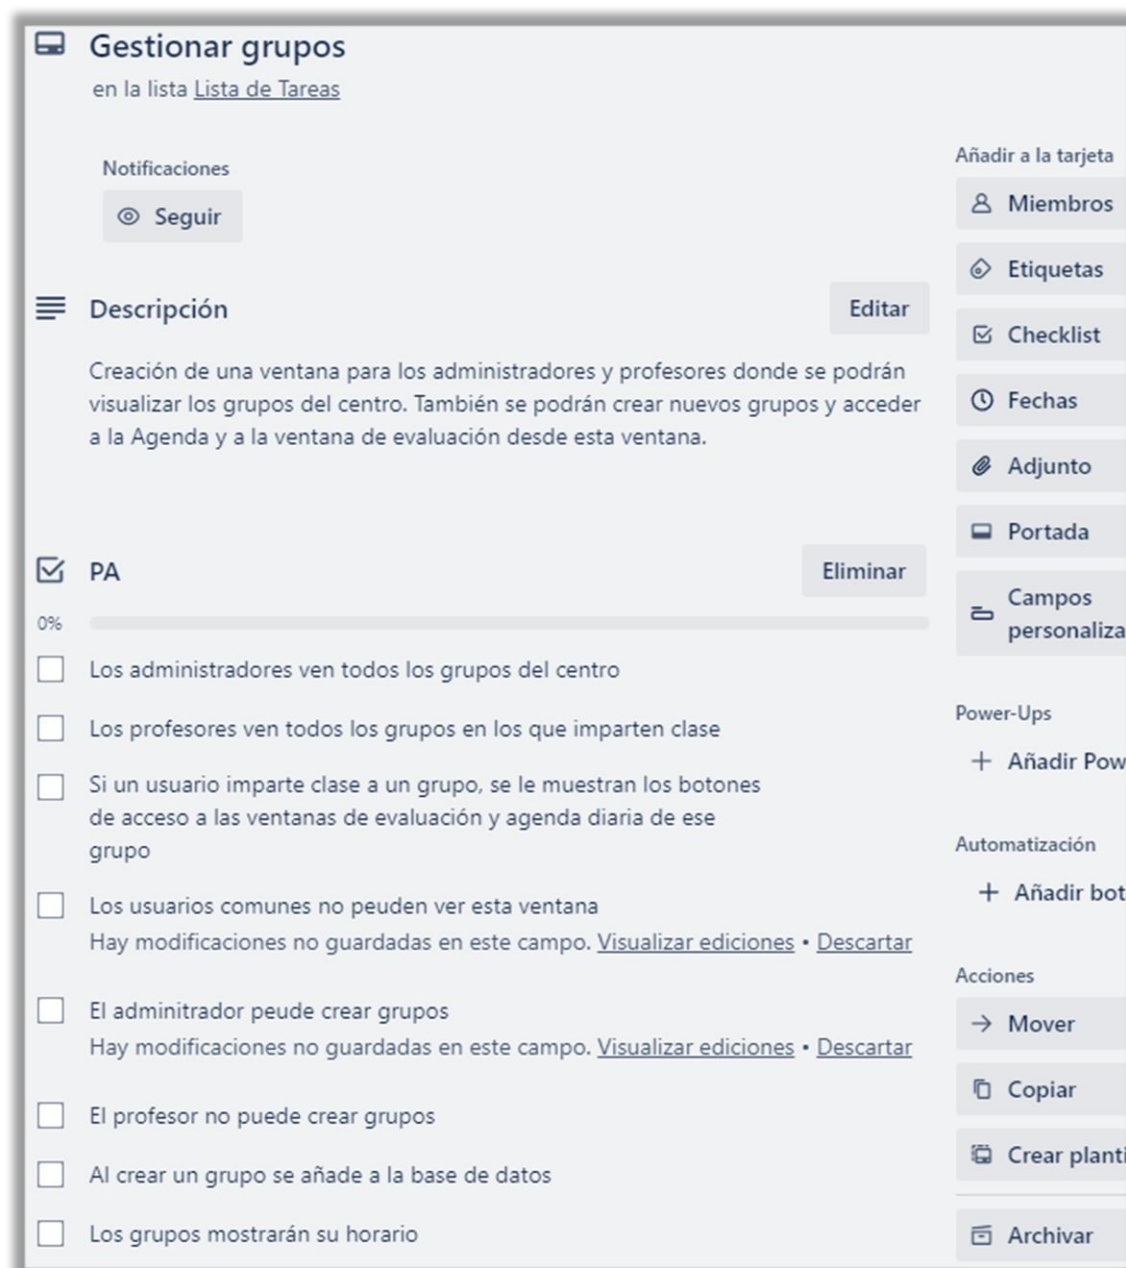 Gestionar grupos
en la lista Lista de Tareas
Notificaciones
Seguir
Descripción
Editar
Creación de una ventana para los administradores y profesores donde se podrán
visualizar los grupos del centro. También se podrán crear nuevos grupos y acceder
a la Agenda y a la ventana de evaluación desde esta ventana.
PA
Eliminar
0%
Los administradores ven todos los grupos del centro
Los profesores ven todos los grupos en los que imparten clase
Si un usuario imparte clase a un grupo, se le muestran los botones
de acceso a las ventanas de evaluación y agenda diaria de ese
grupo
Los usuarios comunes no peuden ver esta ventana
Hay modificaciones no guardadas en este campo. Visualizar ediciones • Descartar
El adminitrador peude crear grupos
Hay modificaciones no guardadas en este campo. Visualizar ediciones • Descartar
El profesor no puede crear grupos
Al crear un grupo se añade a la base de datos
Los grupos mostrarán su horario
Añadir a la tarjeta
Miembros
Etiquetas
Checklist
Fechas
Adjunto
Portada
Campos
personaliza
Power-Ups
+ Añadir Pow
Automatización
+ Añadir bot
Acciones
Mover
Copiar
Crear planti
Archivar